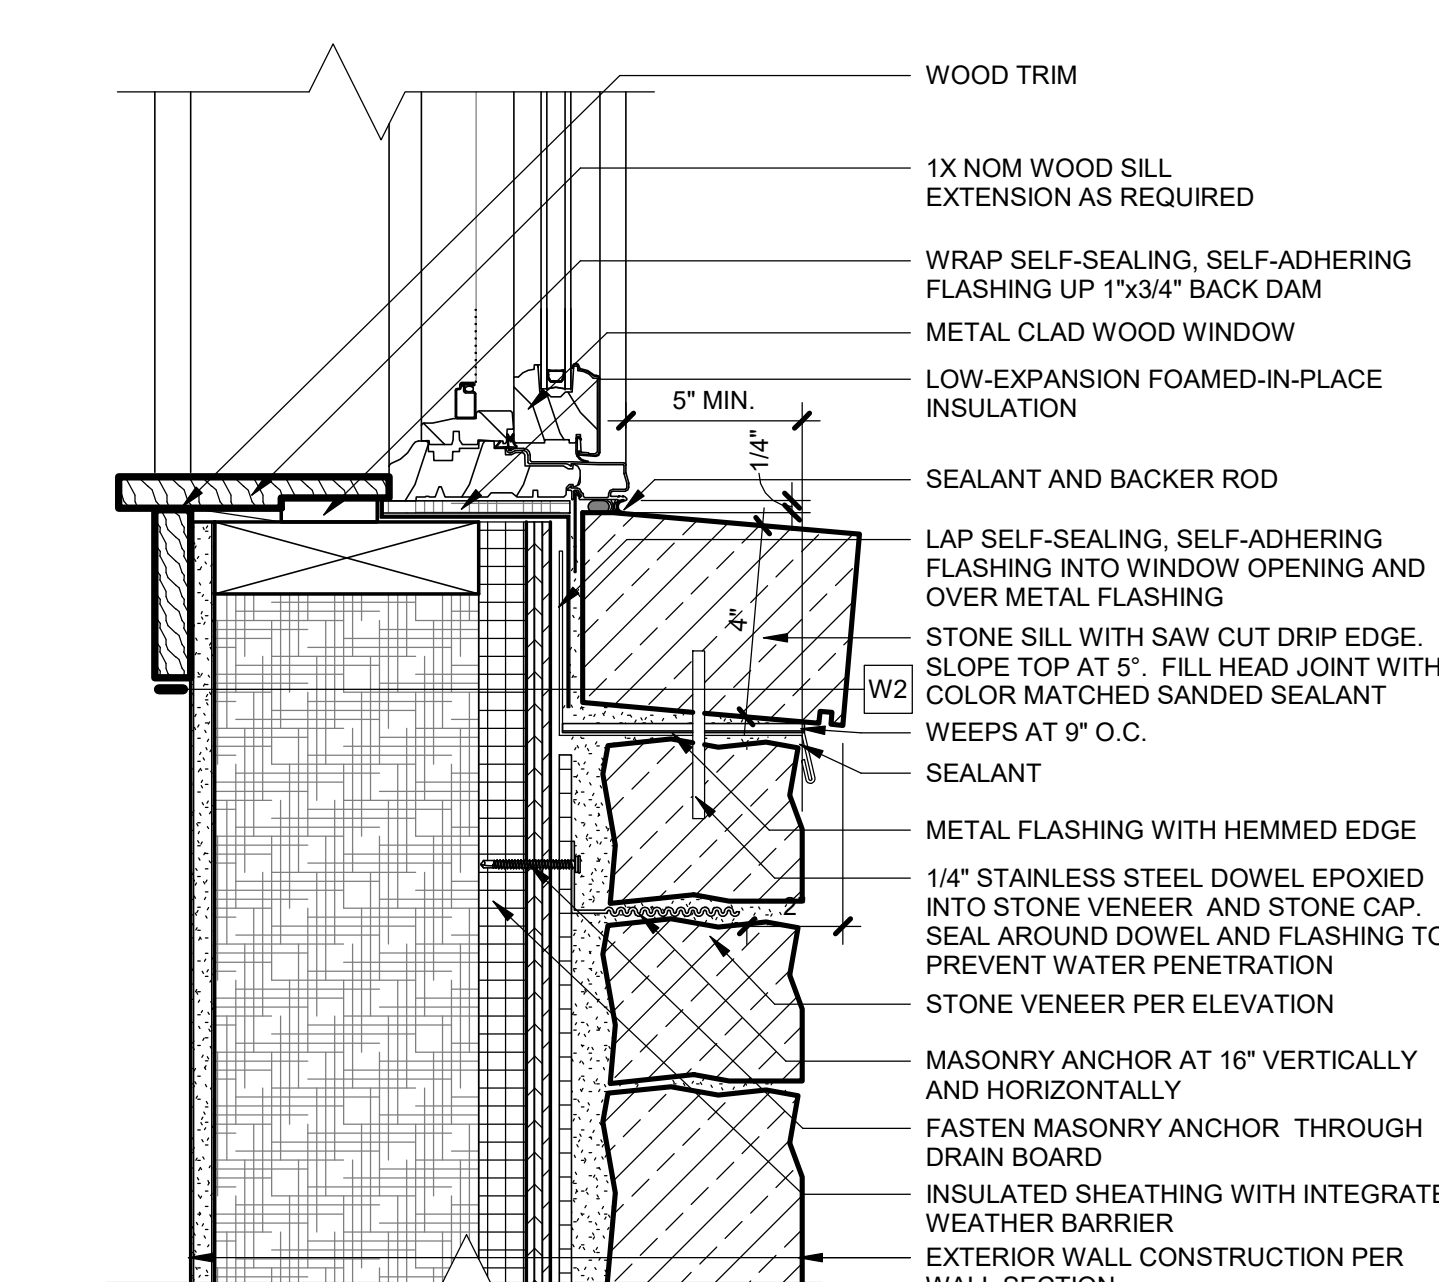 WOOD TRIM
1X NOM WOOD SILL
EXTENSION AS REQUIRED
WRAP SELF-SEALING, SELF-ADHERING
FLASHING UP 1"x3/4" BACK DAM
METAL CLAD WOOD WINDOW
LOW-EXPANSION FOAMED-IN-PLACE
INSULATION
5" MIN.
1/4"
SEALANT AND BACKER ROD
LAP SELF-SEALING, SELF-ADHERING
FLASHING INTO WINDOW OPENING AND
OVER METAL FLASHING
4"
STONE SILL WITH SAW CUT DRIP EDGE.
SLOPE TOP AT 5°.  FILL HEAD JOINT WITH
COLOR MATCHED SANDED SEALANT
W2
WEEPS AT 9" O.C.
SEALANT
METAL FLASHING WITH HEMMED EDGE
1/4" STAINLESS STEEL DOWEL EPOXIED
INTO STONE VENEER  AND STONE CAP.
SEAL AROUND DOWEL AND FLASHING TO
PREVENT WATER PENETRATION
2
STONE VENEER PER ELEVATION
MASONRY ANCHOR AT 16" VERTICALLY
AND HORIZONTALLY
FASTEN MASONRY ANCHOR  THROUGH
DRAIN BOARD
INSULATED SHEATHING WITH INTEGRATE
WEATHER BARRIER
EXTERIOR WALL CONSTRUCTION PER
WALL SECTION